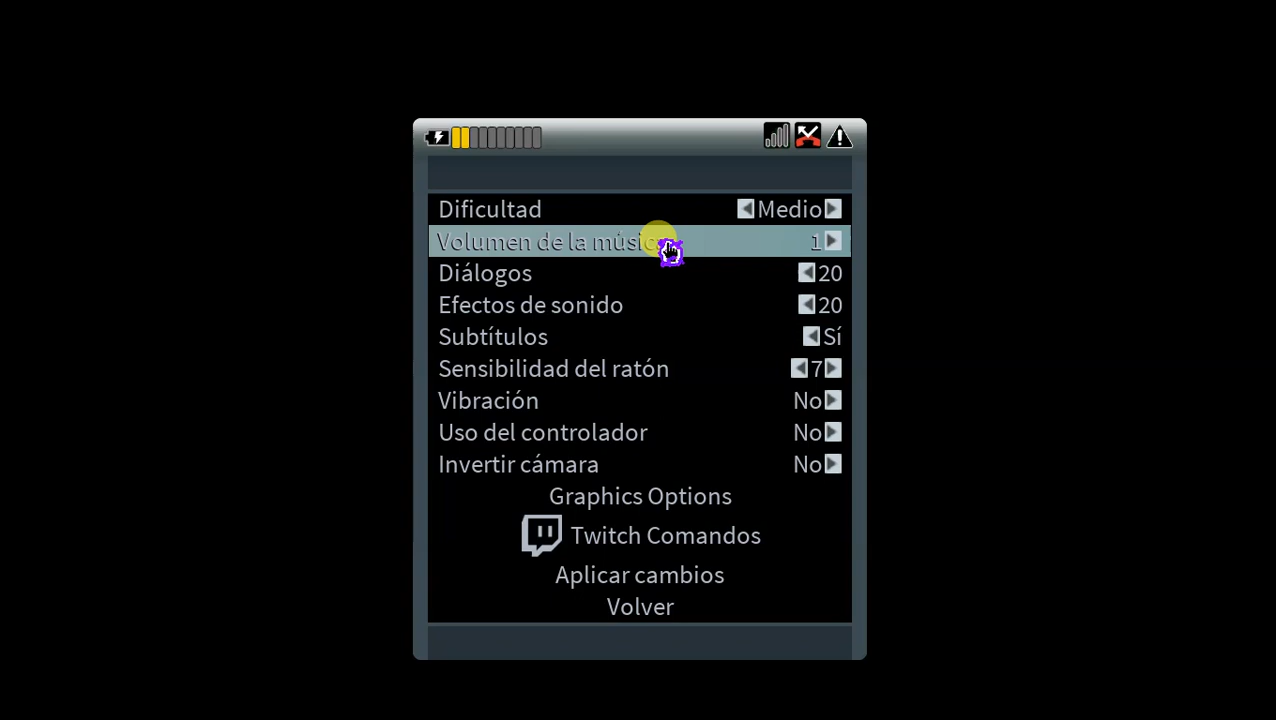 Dificultad Medio
Volumen de la música 1
Diálogos 20
Efectos de sonido 20
Subtítulos Sí
Sensibilidad del ratón 7
Vibración No
Uso del controlador No
Invertir cámara No
Graphics Options
Twitch Comandos
Aplicar cambios
Volver